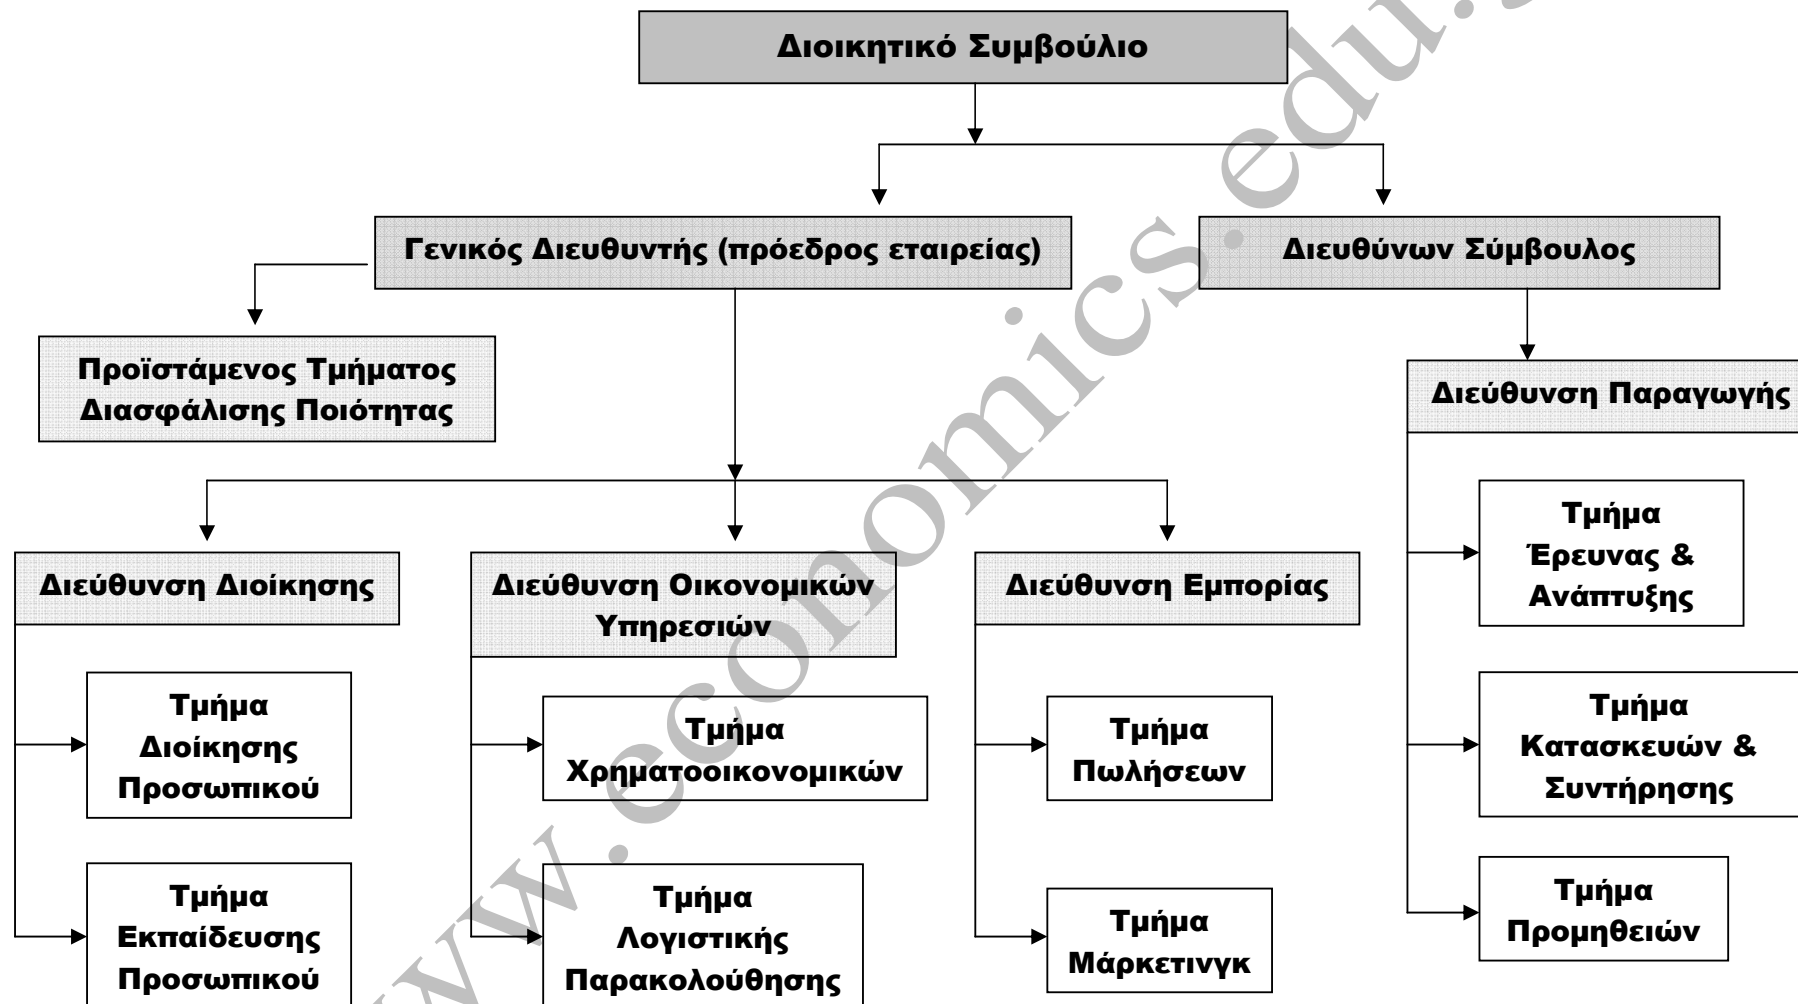 Διοικητικό Συμβούλιο
Γενικός Διευθυντής (πρόεδρος εταιρείας)
Διευθύνων Σύμβουλος
Προϊστάμενος Τμήματος
Διασφάλισης Ποιότητας
Διεύθυνση Παραγωγής
Τμήμα
Έρευνας &
Ανάπτυξης
Τμήμα
Κατασκευών &
Συντήρησης
Τμήμα
Προμηθειών
Διεύθυνση Διοίκησης
Τμήμα
Διοίκησης
Προσωπικού
Τμήμα
Εκπαίδευσης
Προσωπικού
Διεύθυνση Οικονομικών
Υπηρεσιών
Τμήμα
Χρηματοοικονομικών
Τμήμα
Λογιστικής
Παρακολούθησης
Διεύθυνση Εμπορίας
Τμήμα
Πωλήσεων
Τμήμα
Μάρκετινγκ
www.economics.edu.